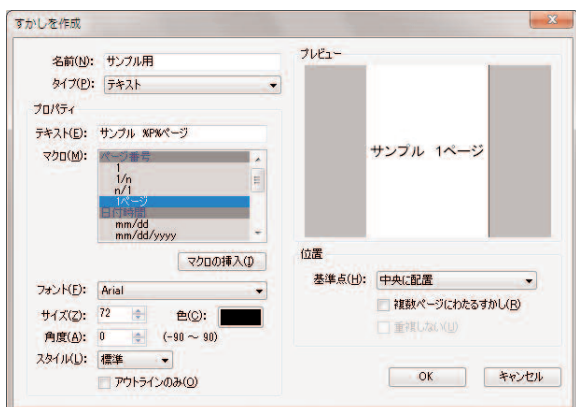 すかしを作成
名前(N): サンプル用
タイプ(P): テキスト
プロパティ
テキスト(E): サンプル %P%ページ
マクロ(M): ページ番号
1
1/n
n/1
1ページ
日付時間
mm/dd
mm/dd/yyyy
マクロの挿入(I)
フォント(F): Arial
サイズ(Z): 72 色(C):
角度(A): 0 (-90 ～ 90)
スタイル(L): 標準
アウトラインのみ(O)
プレビュー
サンプル 1ページ
位置
基準点(H): 中央に配置
複数ページにわたるすかし(R)
重複しない(U)
OK キャンセル